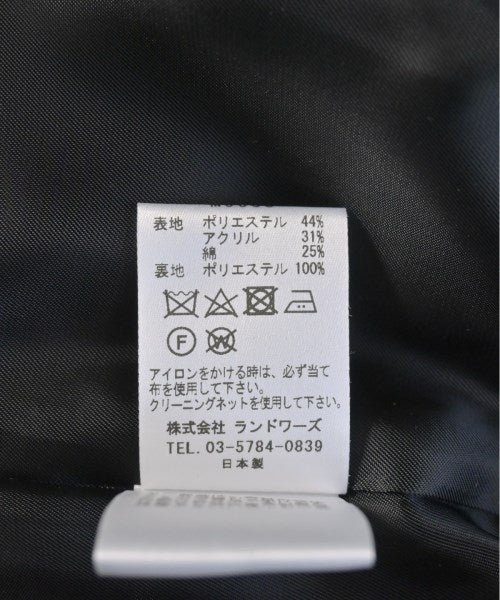 表地 ポリエステル 44%
アクリル 31%
綿 25%
裏地 ポリエステル 100%
F W
アイロンをかける時は、必ず当て
布を使用して下さい。
クリーニングネットを使用して下さい。
株式会社 ランドワーズ
TEL. 03-5784-0839
日本製